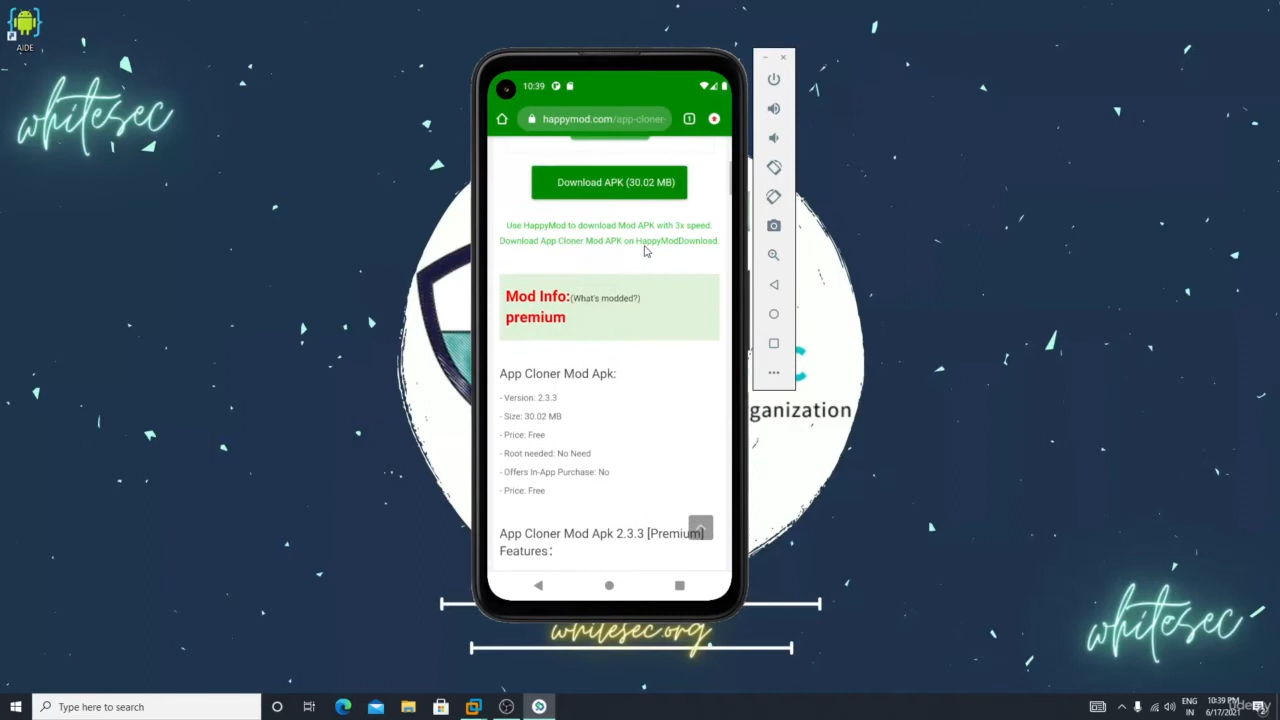 AIDE
whitesec
10:39
happymod.com/app-cloner-
1
Download APK (30.02 MB)
Use HappyMod to download Mod APK with 3x speed.
Download App Cloner Mod APK on HappyModDownload.
Mod Info:(What's modded?)
premium
App Cloner Mod Apk:
- Version: 2.3.3
- Size: 30.02 MB
- Price: Free
- Root needed: No Need
- Offers In-App Purchase: No
- Price: Free
App Cloner Mod Apk 2.3.3 [Premium]
Features:
ganization
whitesec.org
whitesec
Type here to search
ENG
IN
10:39 PM
6/17/2021